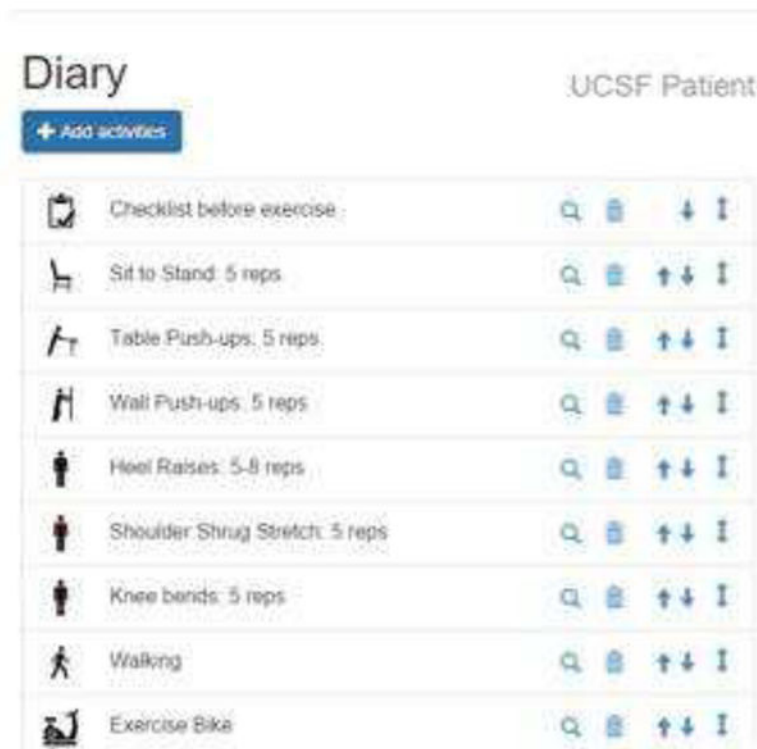 Diary
UCSF Patient
Add activities
Checklist before exercise
Sit to Stand: 5 reps
Table Push-ups: 5 reps
Wall Push-ups: 5 reps
Heel Raises: 5-8 reps
Shoulder Shrug Stretch: 5 reps
Knee bends: 5 reps
Walking
Exercise Bike